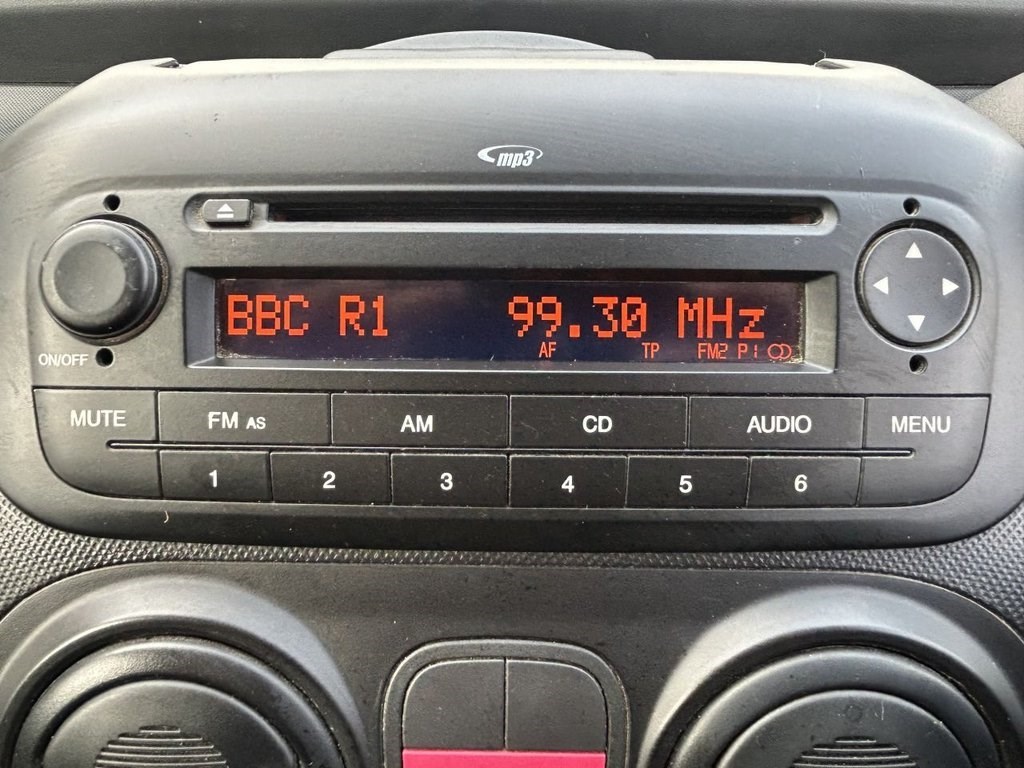 mp3
BBC R1 99.30 MHz
AF TP FM2 P1
ON/OFF
MUTE FM AS AM CD AUDIO MENU
1 2 3 4 5 6